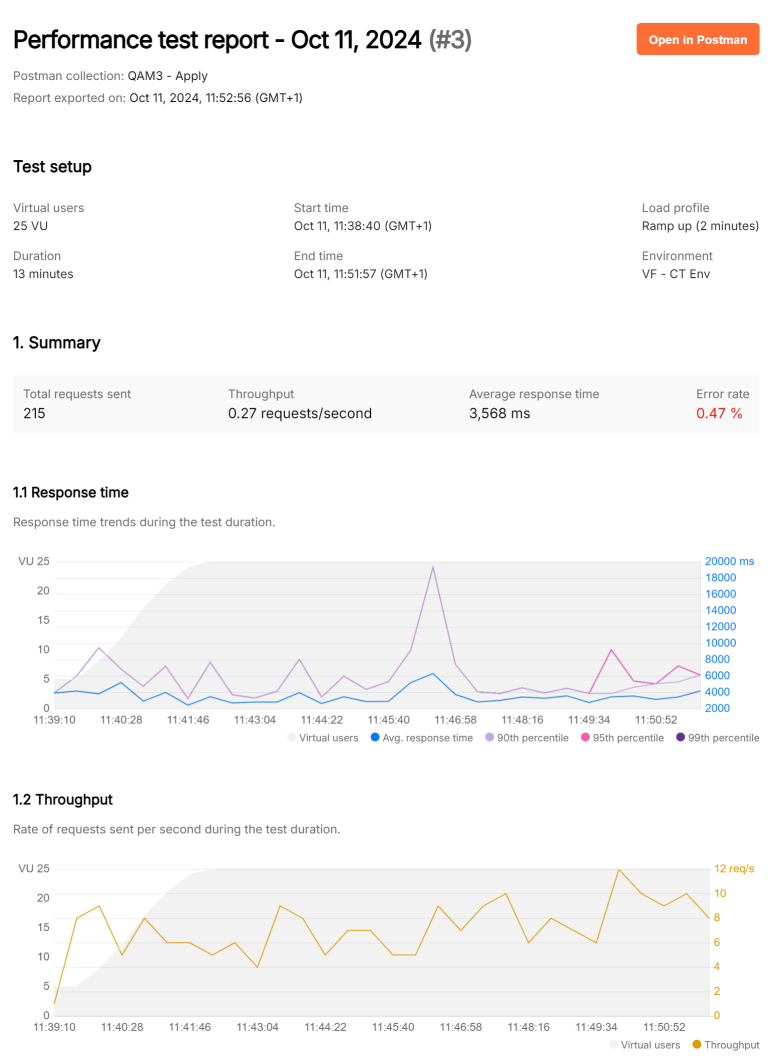 Performance test report - Oct 11, 2024 (#3)
Open in Postman
Postman collection: QAM3 - Apply
Report exported on: Oct 11, 2024, 11:52:56 (GMT+1)
Test setup
Virtual users
25 VU
Start time
Oct 11, 11:38:40 (GMT+1)
Load profile
Ramp up (2 minutes)
Duration
13 minutes
End time
Oct 11, 11:51:57 (GMT+1)
Environment
VF - CT Env
1. Summary
Total requests sent
215
Throughput
0.27 requests/second
Average response time
3,568 ms
Error rate
0.47 %
1.1 Response time
Response time trends during the test duration.
VU 25
20
15
10
5
0
20000 ms
18000
16000
14000
12000
10000
8000
6000
4000
2000
11:39:10 11:40:28 11:41:46 11:43:04 11:44:22 11:45:40 11:46:58 11:48:16 11:49:34 11:50:52
Virtual users Avg. response time 90th percentile 95th percentile 99th percentile
1.2 Throughput
Rate of requests sent per second during the test duration.
VU 25
20
15
10
5
0
12 req/s
10
8
6
4
2
0
11:39:10 11:40:28 11:41:46 11:43:04 11:44:22 11:45:40 11:46:58 11:48:16 11:49:34 11:50:52
Virtual users Throughput